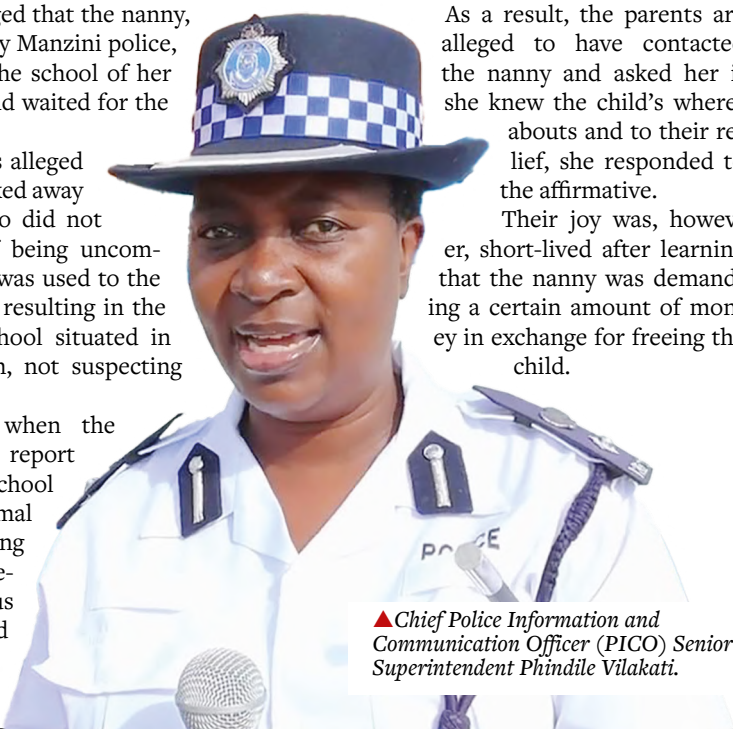 ged that the nanny,
y Manzini police,
he school of her
d waited for the
s alleged
ked away
o did not
being uncom-
was used to the
resulting in the
hool situated in
n, not suspecting
when the
report
chool
mal
ng
e-
us
d
As a result, the parents ar
alleged to have contacte
the nanny and asked her i
she knew the child’s where
abouts and to their re
lief, she responded t
the affirmative.
Their joy was, howev
er, short-lived after learnin
that the nanny was demand
ing a certain amount of mon
ey in exchange for freeing th
child.
POLICE
▲Chief Police Information and
Communication Officer (PICO) Senior
Superintendent Phindile Vilakati.